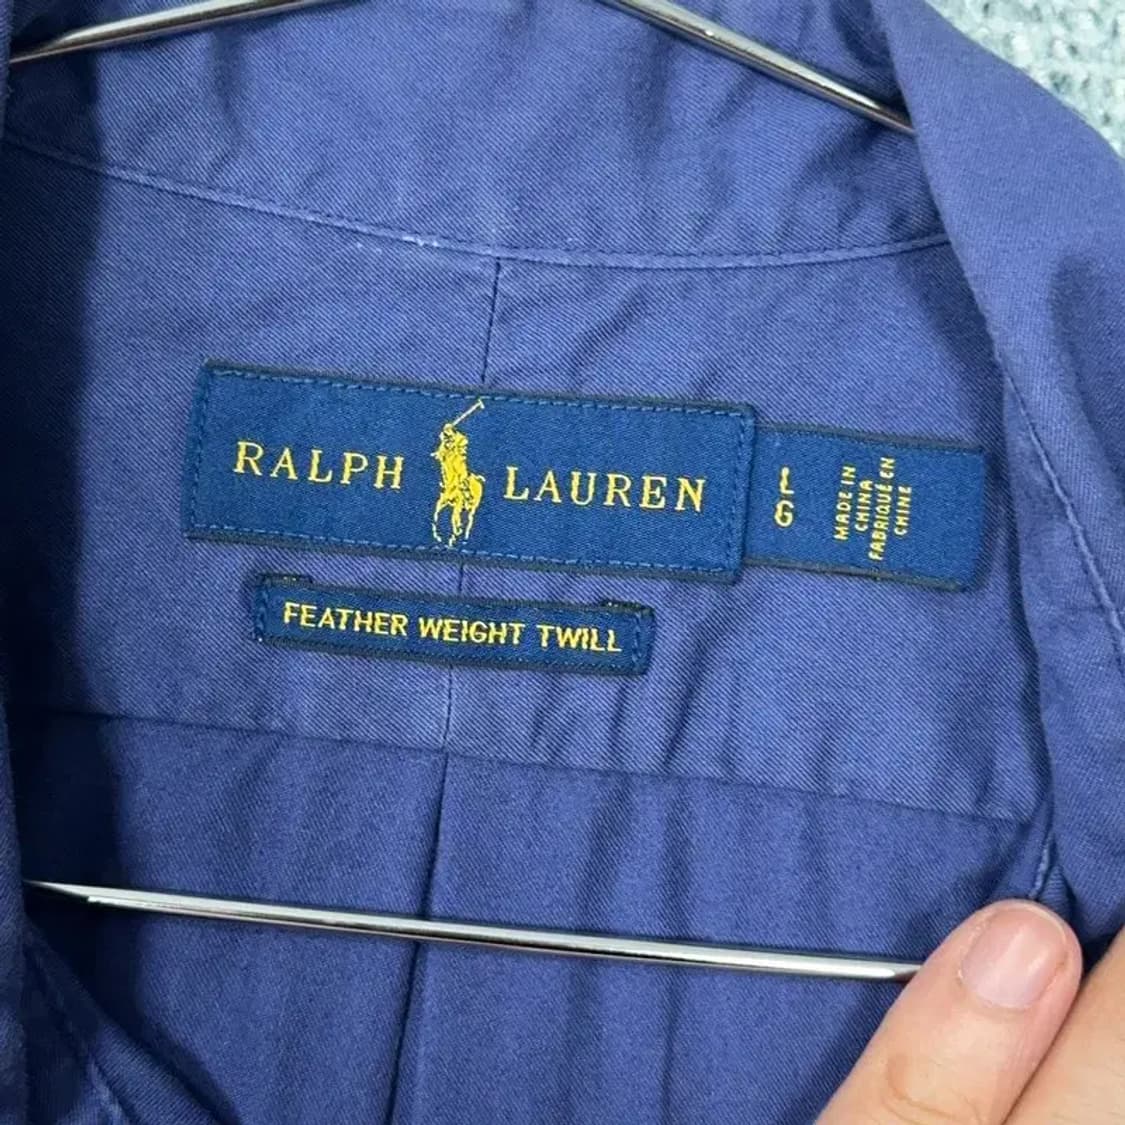 RALPH LAUREN
L
G
MADE IN
CHINA
FABRIQUÉ EN
CHINE
FEATHER WEIGHT TWILL